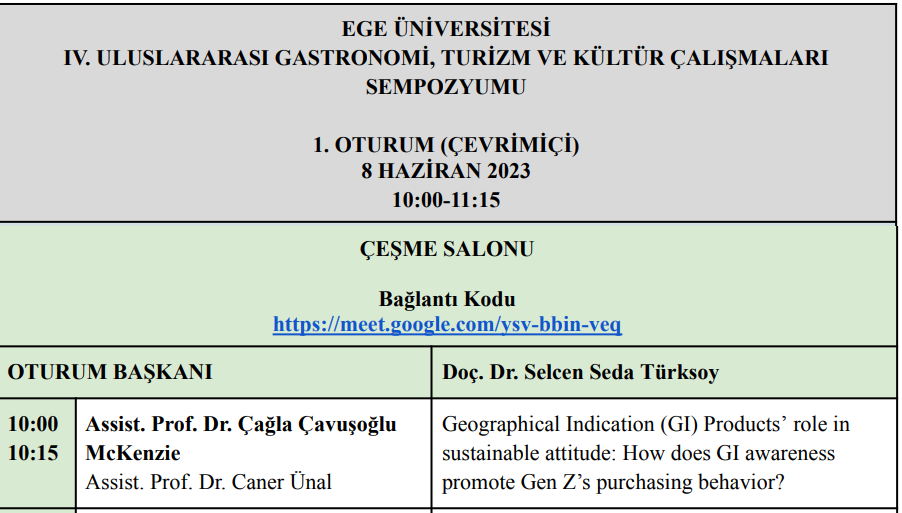 EGE ÜNİVERSİTESİ
IV. ULUSLARARASI GASTRONOMİ, TURİZM VE KÜLTÜR ÇALIŞMALARI
SEMPOZYUMU
1. OTURUM (ÇEVRİMİÇİ)
8 HAZİRAN 2023
10:00-11:15
ÇEŞME SALONU
Bağlantı Kodu
https://meet.google.com/ysv-bbin-veq
OTURUM BAŞKANI
Doç. Dr. Selcen Seda Türksoy
10:00
10:15
Assist. Prof. Dr. Çağla Çavuşoğlu
McKenzie
Assist. Prof. Dr. Caner Ünal
Geographical Indication (GI) Products’ role in
sustainable attitude: How does GI awareness
promote Gen Z’s purchasing behavior?